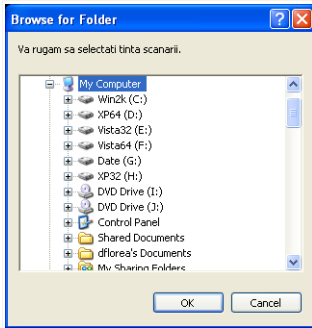 Browse for Folder
Va rugam sa selectati tinta scanarii.
My Computer
Win2k (C:)
XP64 (D:)
Vista32 (E:)
Vista64 (F:)
Date (G:)
XP32 (H:)
DVD Drive (I:)
DVD Drive (J:)
Control Panel
Shared Documents
dflorea's Documents
My Sharing Folders
OK Cancel